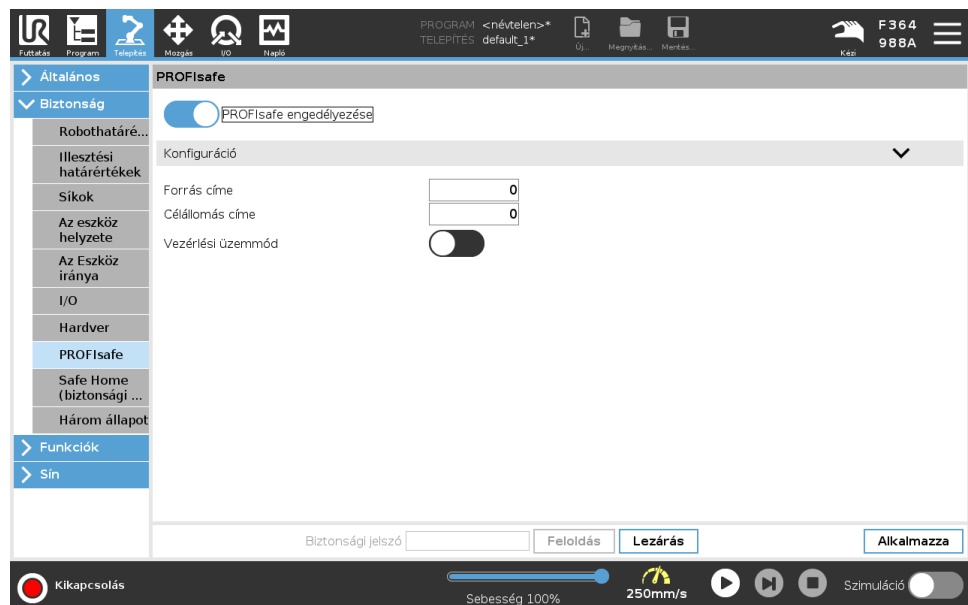 PROGRAM <névtelen>*
TELEPÍTÉS default_1*
F364
988A
Futtatás Program Telepítés Mozgás I/O Napló Új... Megnyitás... Mentés... Kézi
Általános
PROFIsafe
Biztonság
PROFIsafe engedélyezése
Robothatáré...
Konfiguráció
Illesztési
határértékek
Síkok
Forrás címe 0
Célállomás címe 0
Az eszköz
helyzete
Vezérlési üzemmód
Az Eszköz
iránya
I/O
Hardver
PROFIsafe
Safe Home
(biztonsági ...
Három állapot
Funkciók
Sín
Biztonsági jelszó Feloldás Lezárás Alkalmazza
Kikapcsolás
Sebesség 100%
250mm/s
Szimuláció